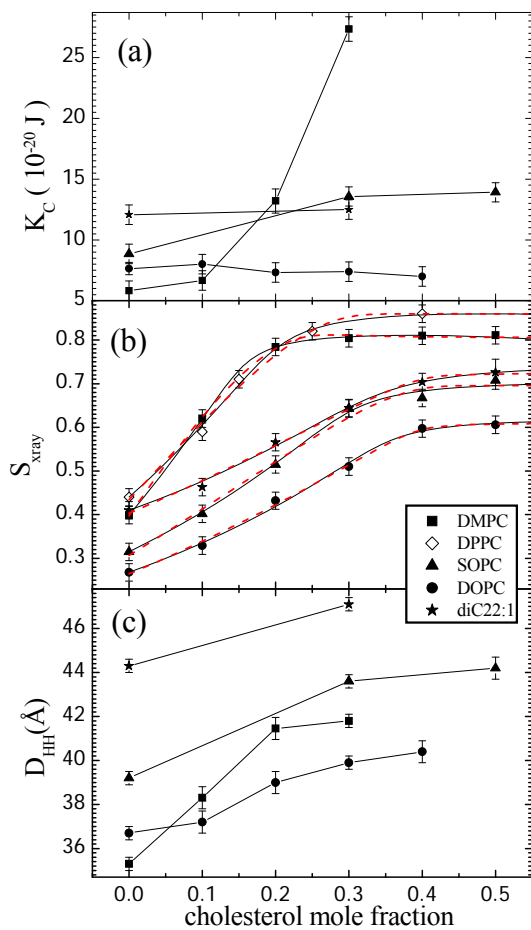 (a)
25
20
15
10
5
K_C ( 10^-20 J )
(b)
0.8
0.7
0.6
0.5
0.4
0.3
S_xray
DMPC
DPPC
SOPC
DOPC
diC22:1
(c)
46
44
42
40
38
36
D_HH(Å)
0.0 0.1 0.2 0.3 0.4 0.5
cholesterol mole fraction